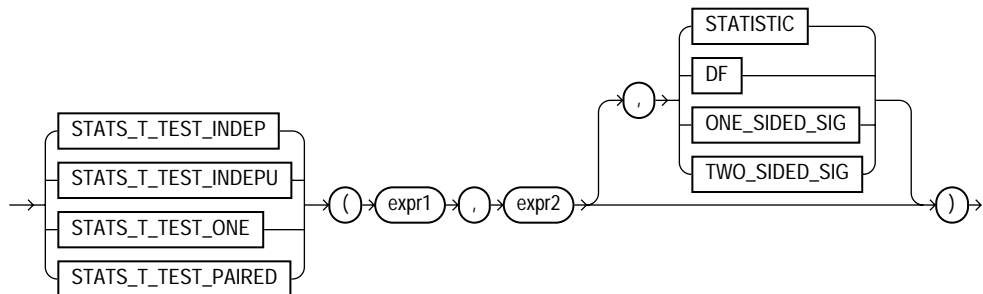 STATISTIC
DF
ONE_SIDED_SIG
TWO_SIDED_SIG
,
STATS_T_TEST_INDEP
STATS_T_TEST_INDEPU
STATS_T_TEST_ONE
STATS_T_TEST_PAIRED
( expr1 , expr2 )